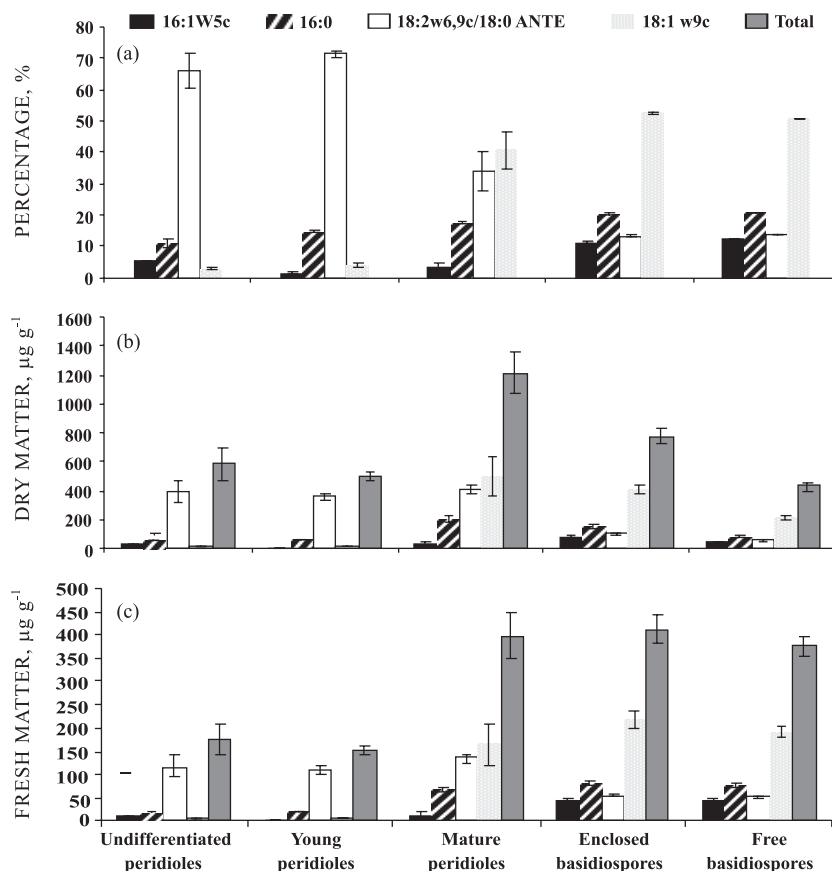 16:1W5c 16:0 18:2w6,9c/18:0 ANTE 18:1 w9c Total
(a)
PERCENTAGE, %
80
70
60
50
40
30
20
10
0
(b)
DRY MATTER, µg g⁻¹
1600
1400
1200
1000
800
600
400
200
0
(c)
FRESH MATTER, µg g⁻¹
500
450
400
350
300
250
200
150
100
50
0
Undifferentiated peridioles
Young peridioles
Mature peridioles
Enclosed basidiospores
Free basidiospores